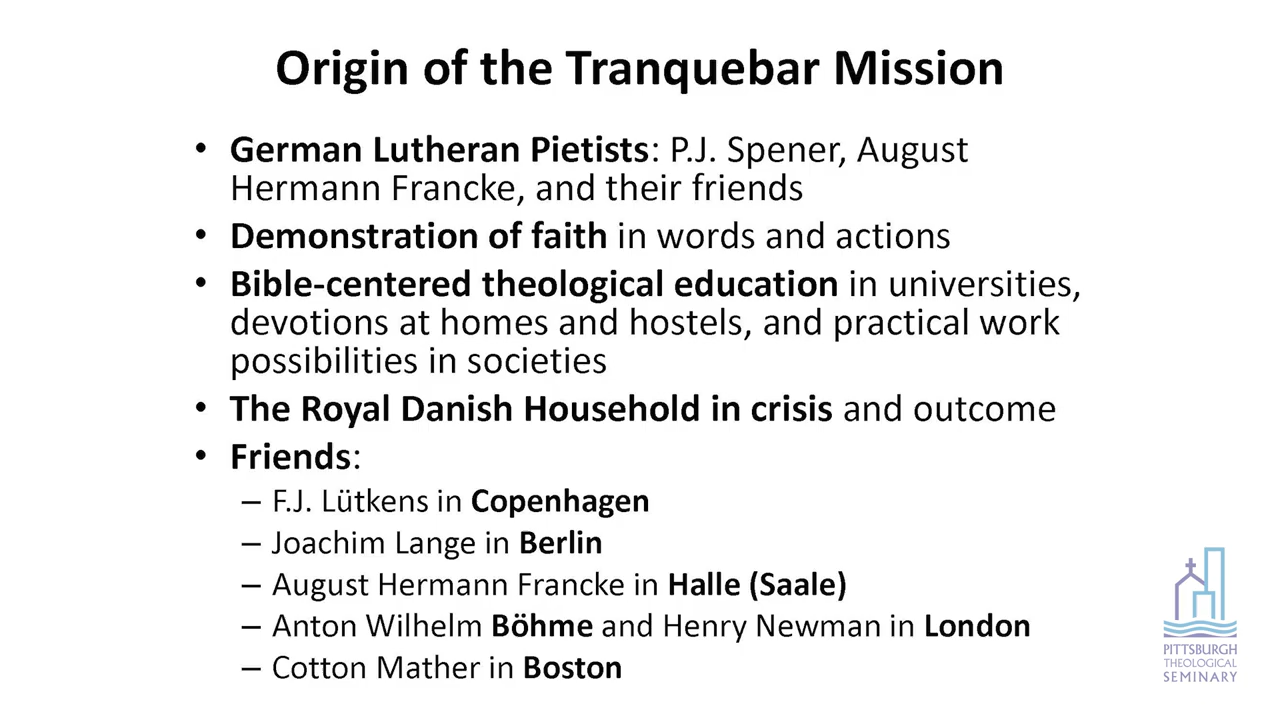 Origin of the Tranquebar Mission
• German Lutheran Pietists: P.J. Spener, August
Hermann Francke, and their friends
• Demonstration of faith in words and actions
• Bible-centered theological education in universities,
devotions at homes and hostels, and practical work
possibilities in societies
• The Royal Danish Household in crisis and outcome
• Friends:
– F.J. Lütkens in Copenhagen
– Joachim Lange in Berlin
– August Hermann Francke in Halle (Saale)
– Anton Wilhelm Böhme and Henry Newman in London
– Cotton Mather in Boston
PITTSBURGH
THEOLOGICAL
SEMINARY